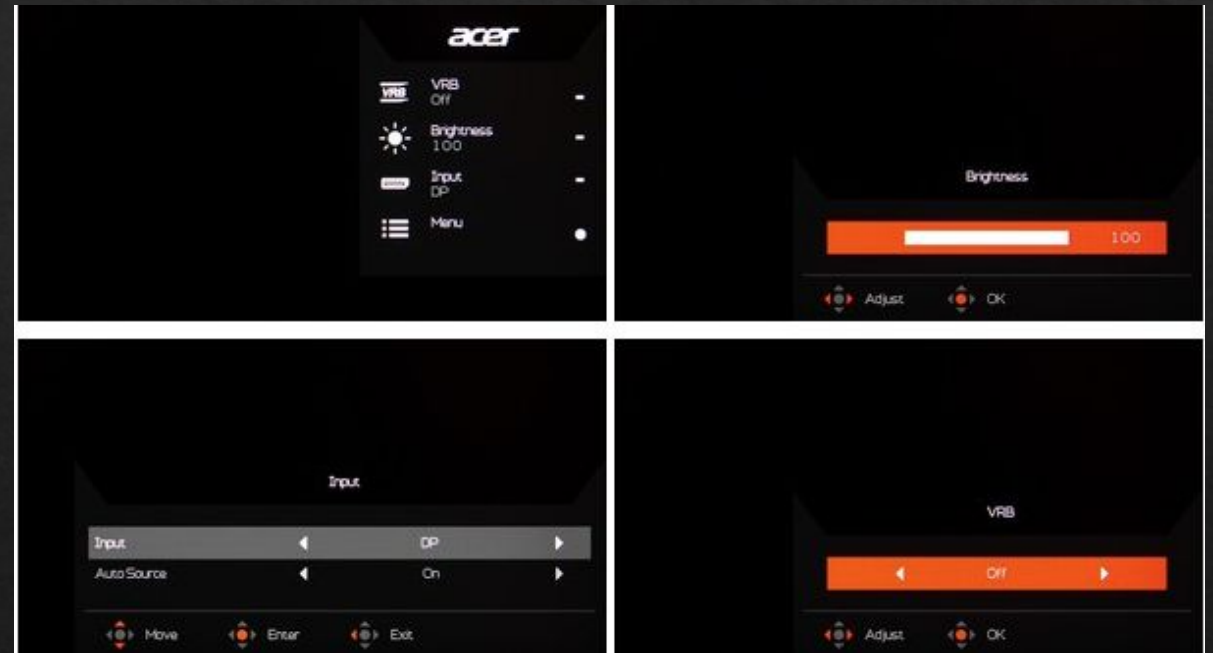 acer
VRB
Off
Brightness
100
Input
DP
Menu
Brightness
100
Adjust OK
Input
Input DP
Auto Source On
Move Enter Exit
VRB
Off
Adjust OK